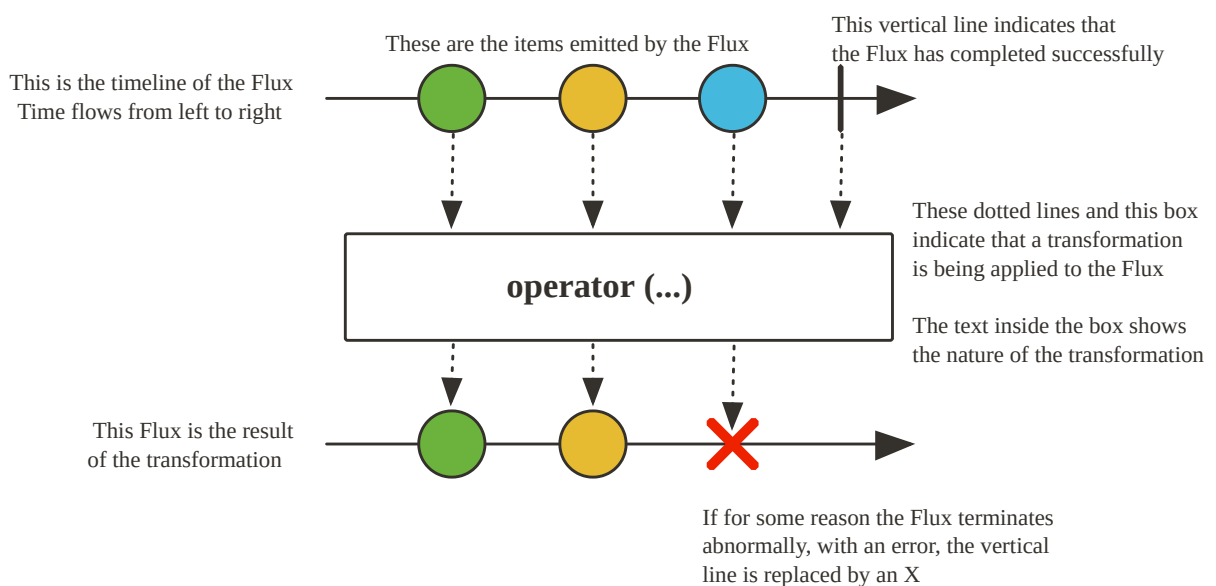 These are the items emitted by the Flux
This vertical line indicates that
the Flux has completed successfully
This is the timeline of the Flux
Time flows from left to right
These dotted lines and this box
indicate that a transformation
is being applied to the Flux
operator (...)
The text inside the box shows
the nature of the transformation
This Flux is the result
of the transformation
If for some reason the Flux terminates
abnormally, with an error, the vertical
line is replaced by an X